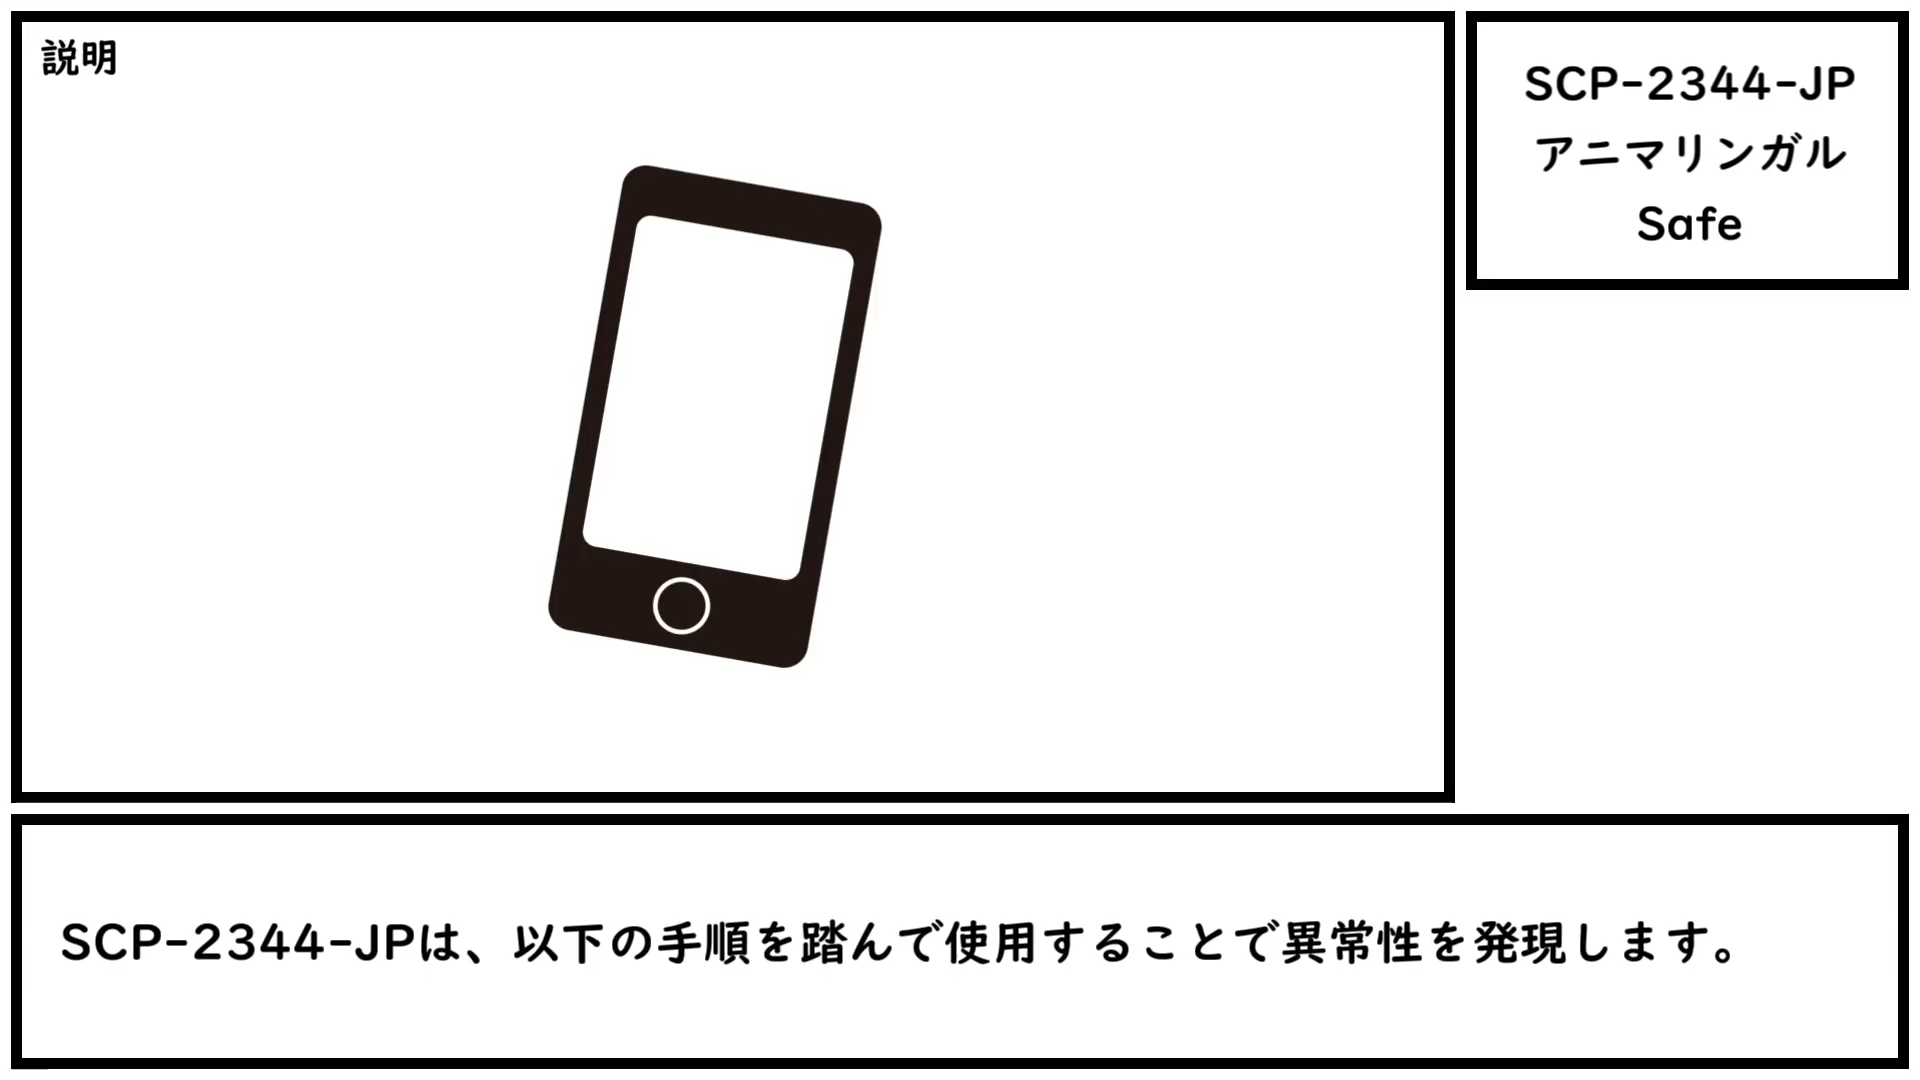 説明
SCP-2344-JP
アニマリンガル
Safe
SCP-2344-JPは、以下の手順を踏んで使用することで異常性を発現します。